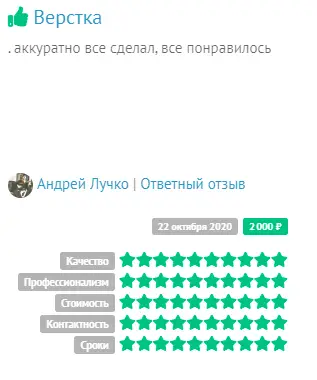 Верстка
. аккуратно все сделал, все понравилось
Андрей Лучко | Ответный отзыв
22 октября 2020 2 000 ₽
Качество
Профессионализм
Стоимость
Контактность
Сроки